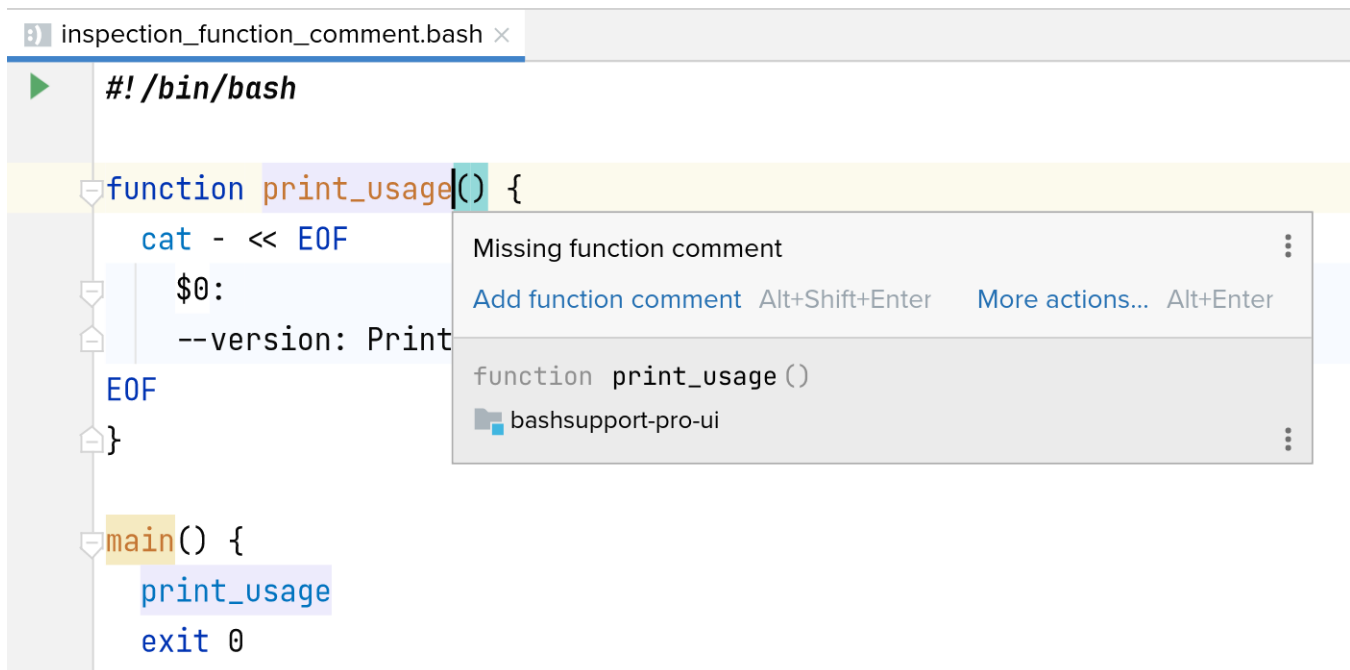 inspection_function_comment.bash
#!/bin/bash
function print_usage() {
cat - << EOF
$0:
--version: Print
EOF
}
Missing function comment
Add function comment Alt+Shift+Enter More actions... Alt+Enter
function print_usage()
bashsupport-pro-ui
main() {
print_usage
exit 0